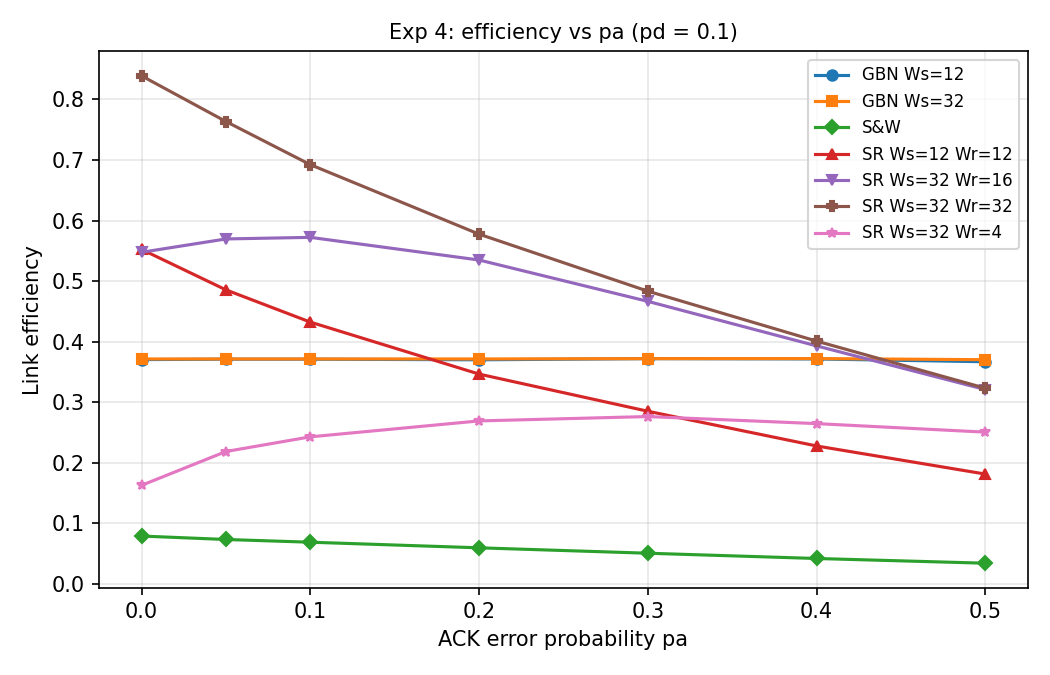 Exp 4: efficiency vs pa (pd = 0.1)
GBN Ws=12
GBN Ws=32
S&W
SR Ws=12 Wr=12
SR Ws=32 Wr=16
SR Ws=32 Wr=32
SR Ws=32 Wr=4
Link efficiency
0.8
0.7
0.6
0.5
0.4
0.3
0.2
0.1
0.0
0.0 0.1 0.2 0.3 0.4 0.5
ACK error probability pa